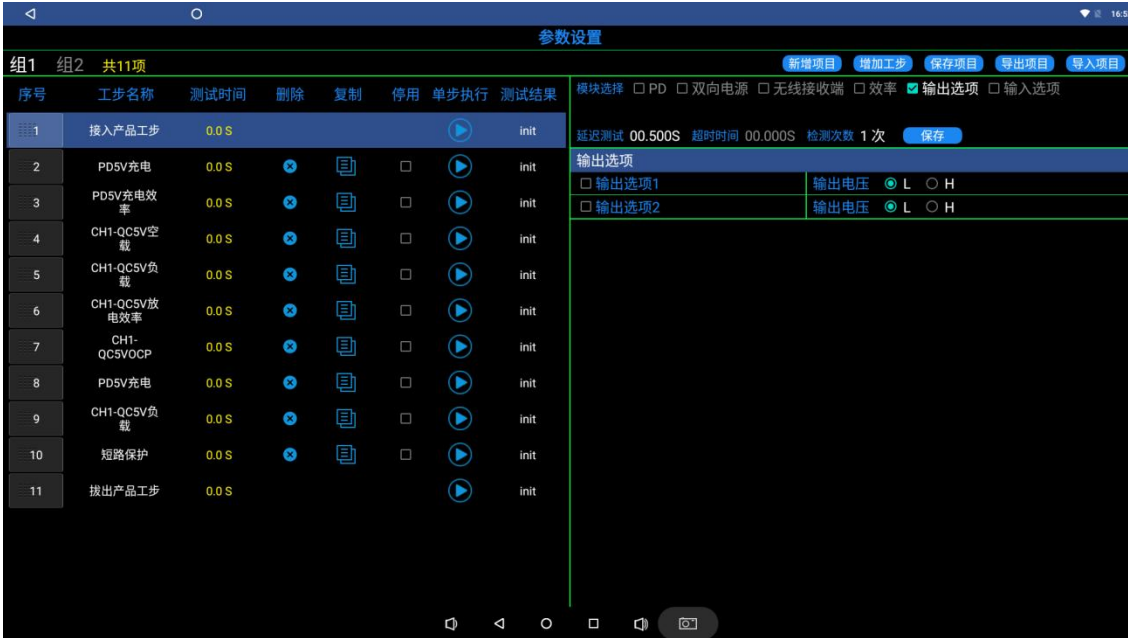 16:5
参数设置
组1 组2 共11项 新增项目 增加工步 保存项目 导出项目 导入项目
序号 工步名称 测试时间 删除 复制 停用 单步执行 测试结果
模块选择 PD 双向电源 无线接收端 效率 输出选项 输入选项
延迟测试 00.500S 超时时间 00.000S 检测次数 1 次 保存
输出选项
输出选项1 输出电压 L H
输出选项2 输出电压 L H
1 接入产品工步 0.0 S init
2 PD5V充电 0.0 S init
3 PD5V充电效
率 0.0 S init
4 CH1-QC5V空
载 0.0 S init
5 CH1-QC5V负
载 0.0 S init
6 CH1-QC5V放
电效率 0.0 S init
7 CH1-
QC5VOCP 0.0 S init
8 PD5V充电 0.0 S init
9 CH1-QC5V负
载 0.0 S init
10 短路保护 0.0 S init
11 拔出产品工步 0.0 S init